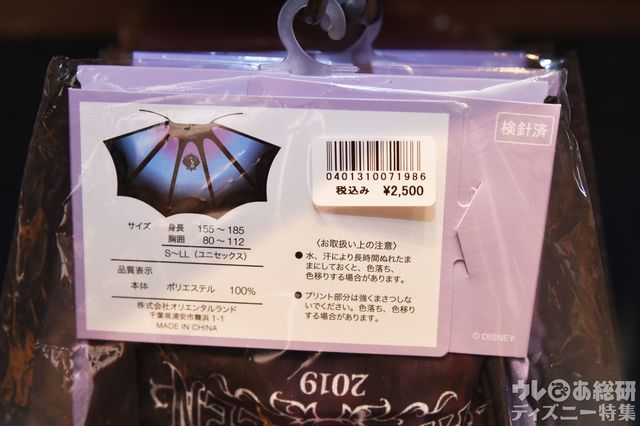 検針済
0401310071986
税込み ¥2,500
サイズ 身長 155～185
胸囲 80～112
S～LL（ユニセックス）
品質表示
本体 ポリエステル 100%
株式会社オリエンタルランド
千葉県浦安市舞浜 1-1
MADE IN CHINA
〈お取扱い上の注意〉
● 水、汗により長時間ぬれたま
まにしておくと、色落ち、
色移りする場合があります。
● プリント部分は強くまさつし
ないでください。色落ち、色移
りする場合があります。
© DISNEY
2019
ウレぴあ総研
ディズニー特集